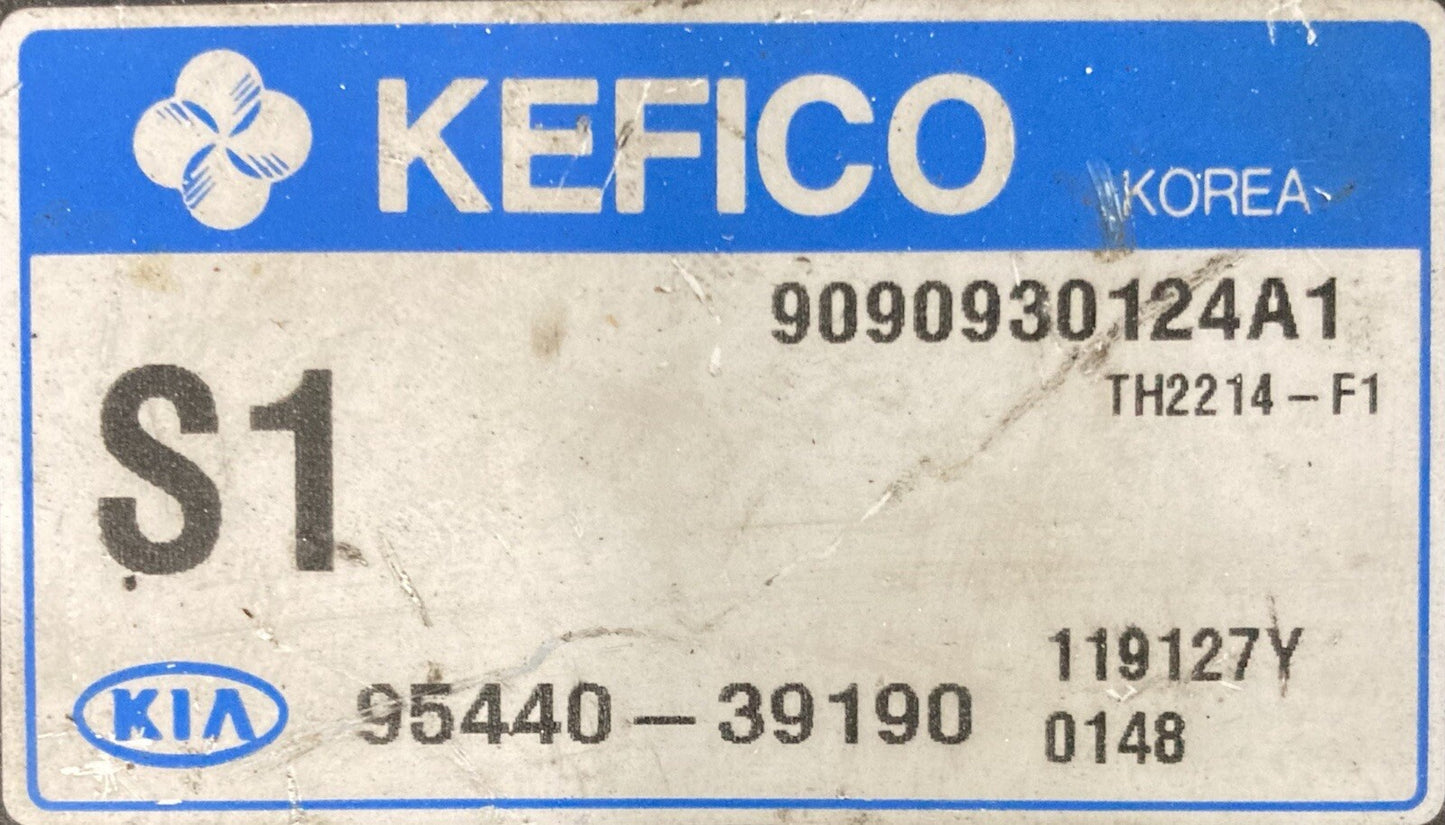 KEFICO KOREA
9090930124A1
TH2214-F1
S1
119127Y
KIA 95440-39190
0148